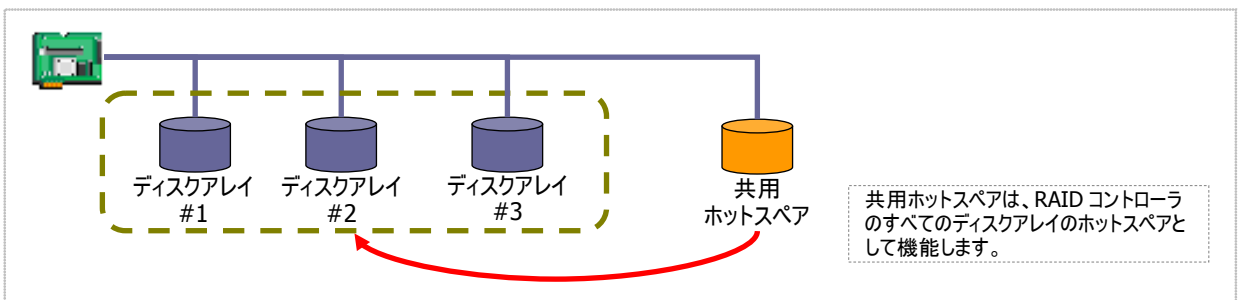 ディスクアレイ
#1
ディスクアレイ
#2
ディスクアレイ
#3
共用
ホットスペア
共用ホットスペアは、RAID コントローラ
のすべてのディスクアレイのホットスペアと
して機能します。